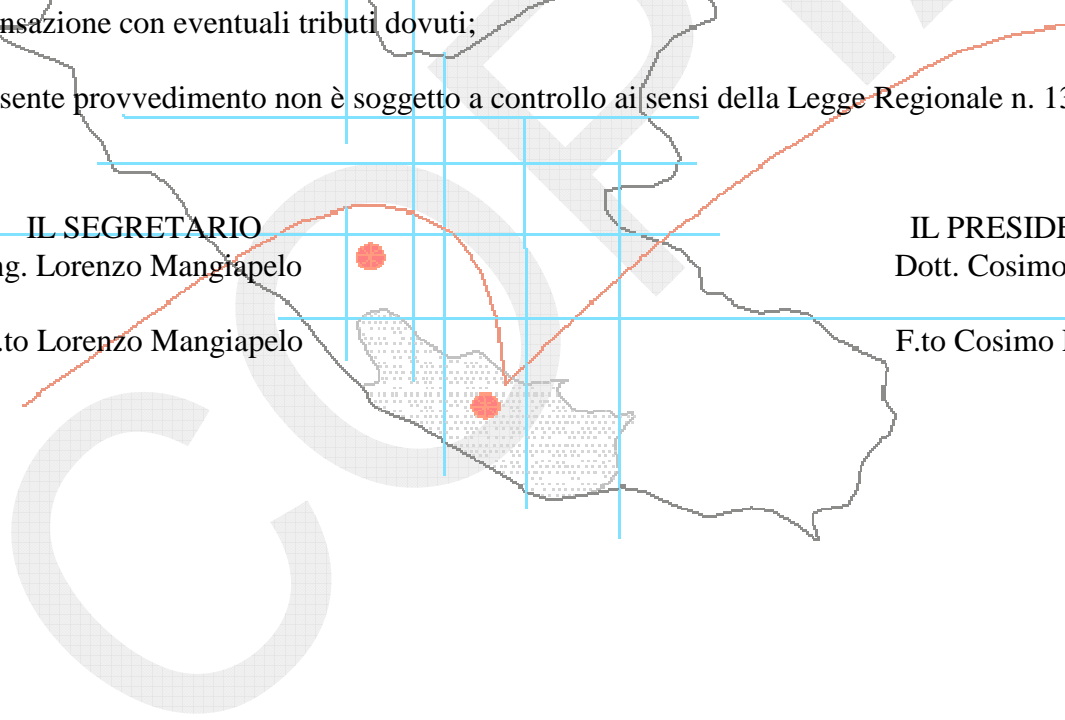 nsazione con eventuali tributi dovuti;
sente provvedimento non è soggetto a controllo ai sensi della Legge Regionale n. 13
IL SEGRETARIO IL PRESIDE
ng. Lorenzo Mangiapelo Dott. Cosimo
.to Lorenzo Mangiapelo F.to Cosimo
COPIA